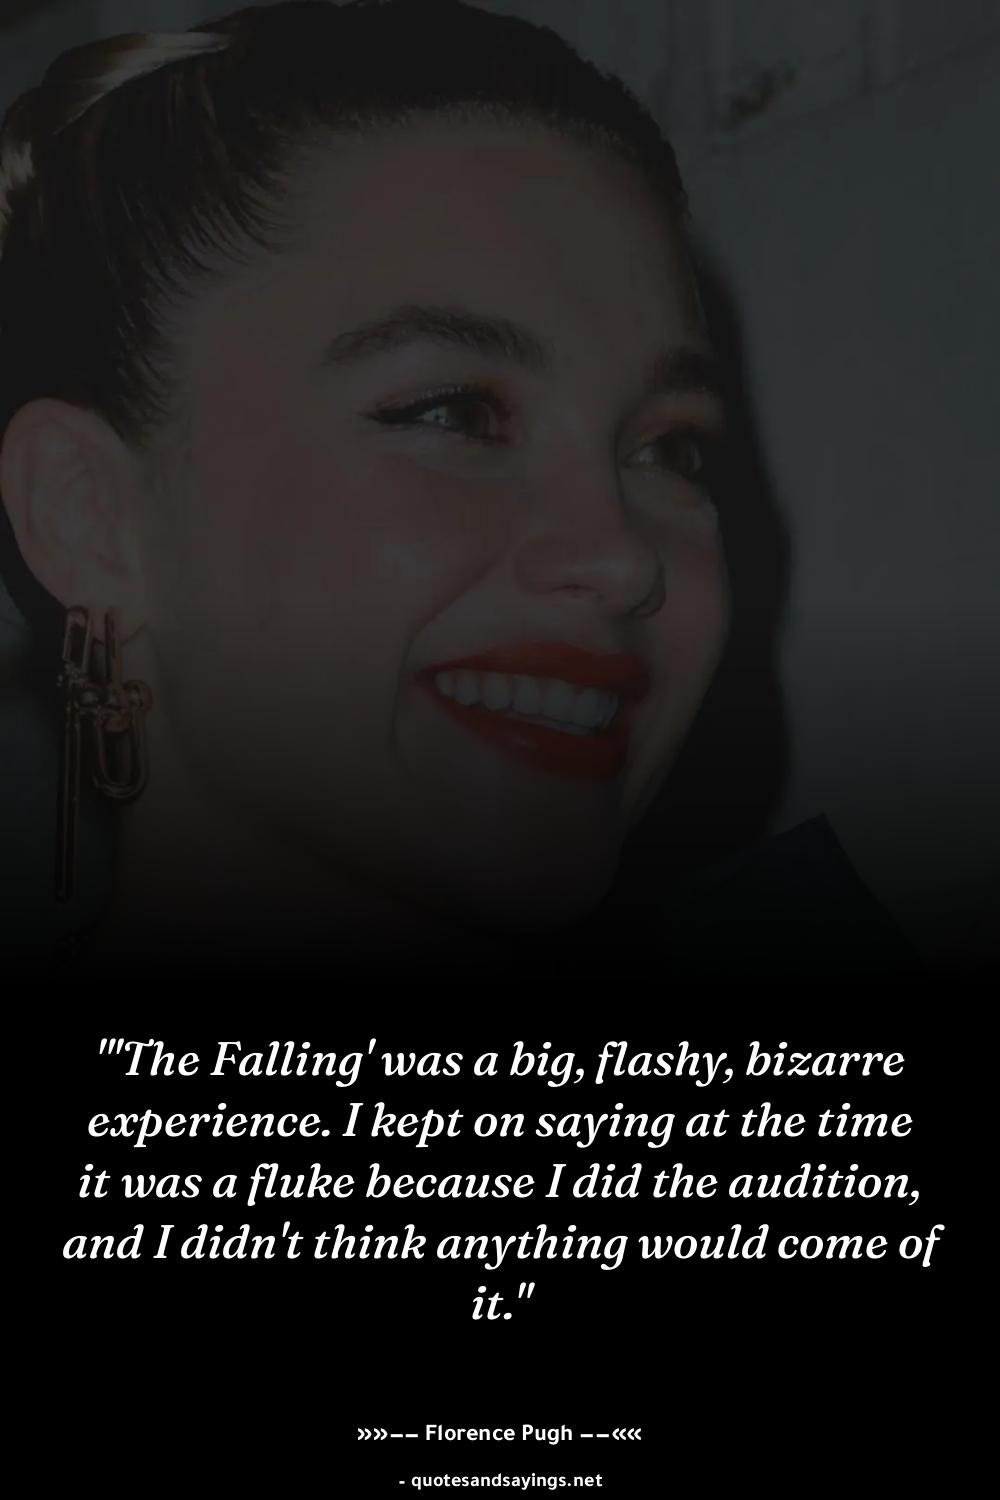 "'The Falling' was a big, flashy, bizarre
experience. I kept on saying at the time
it was a fluke because I did the audition,
and I didn't think anything would come of
it."
»»−− Florence Pugh −−««
- quotesandsayings.net